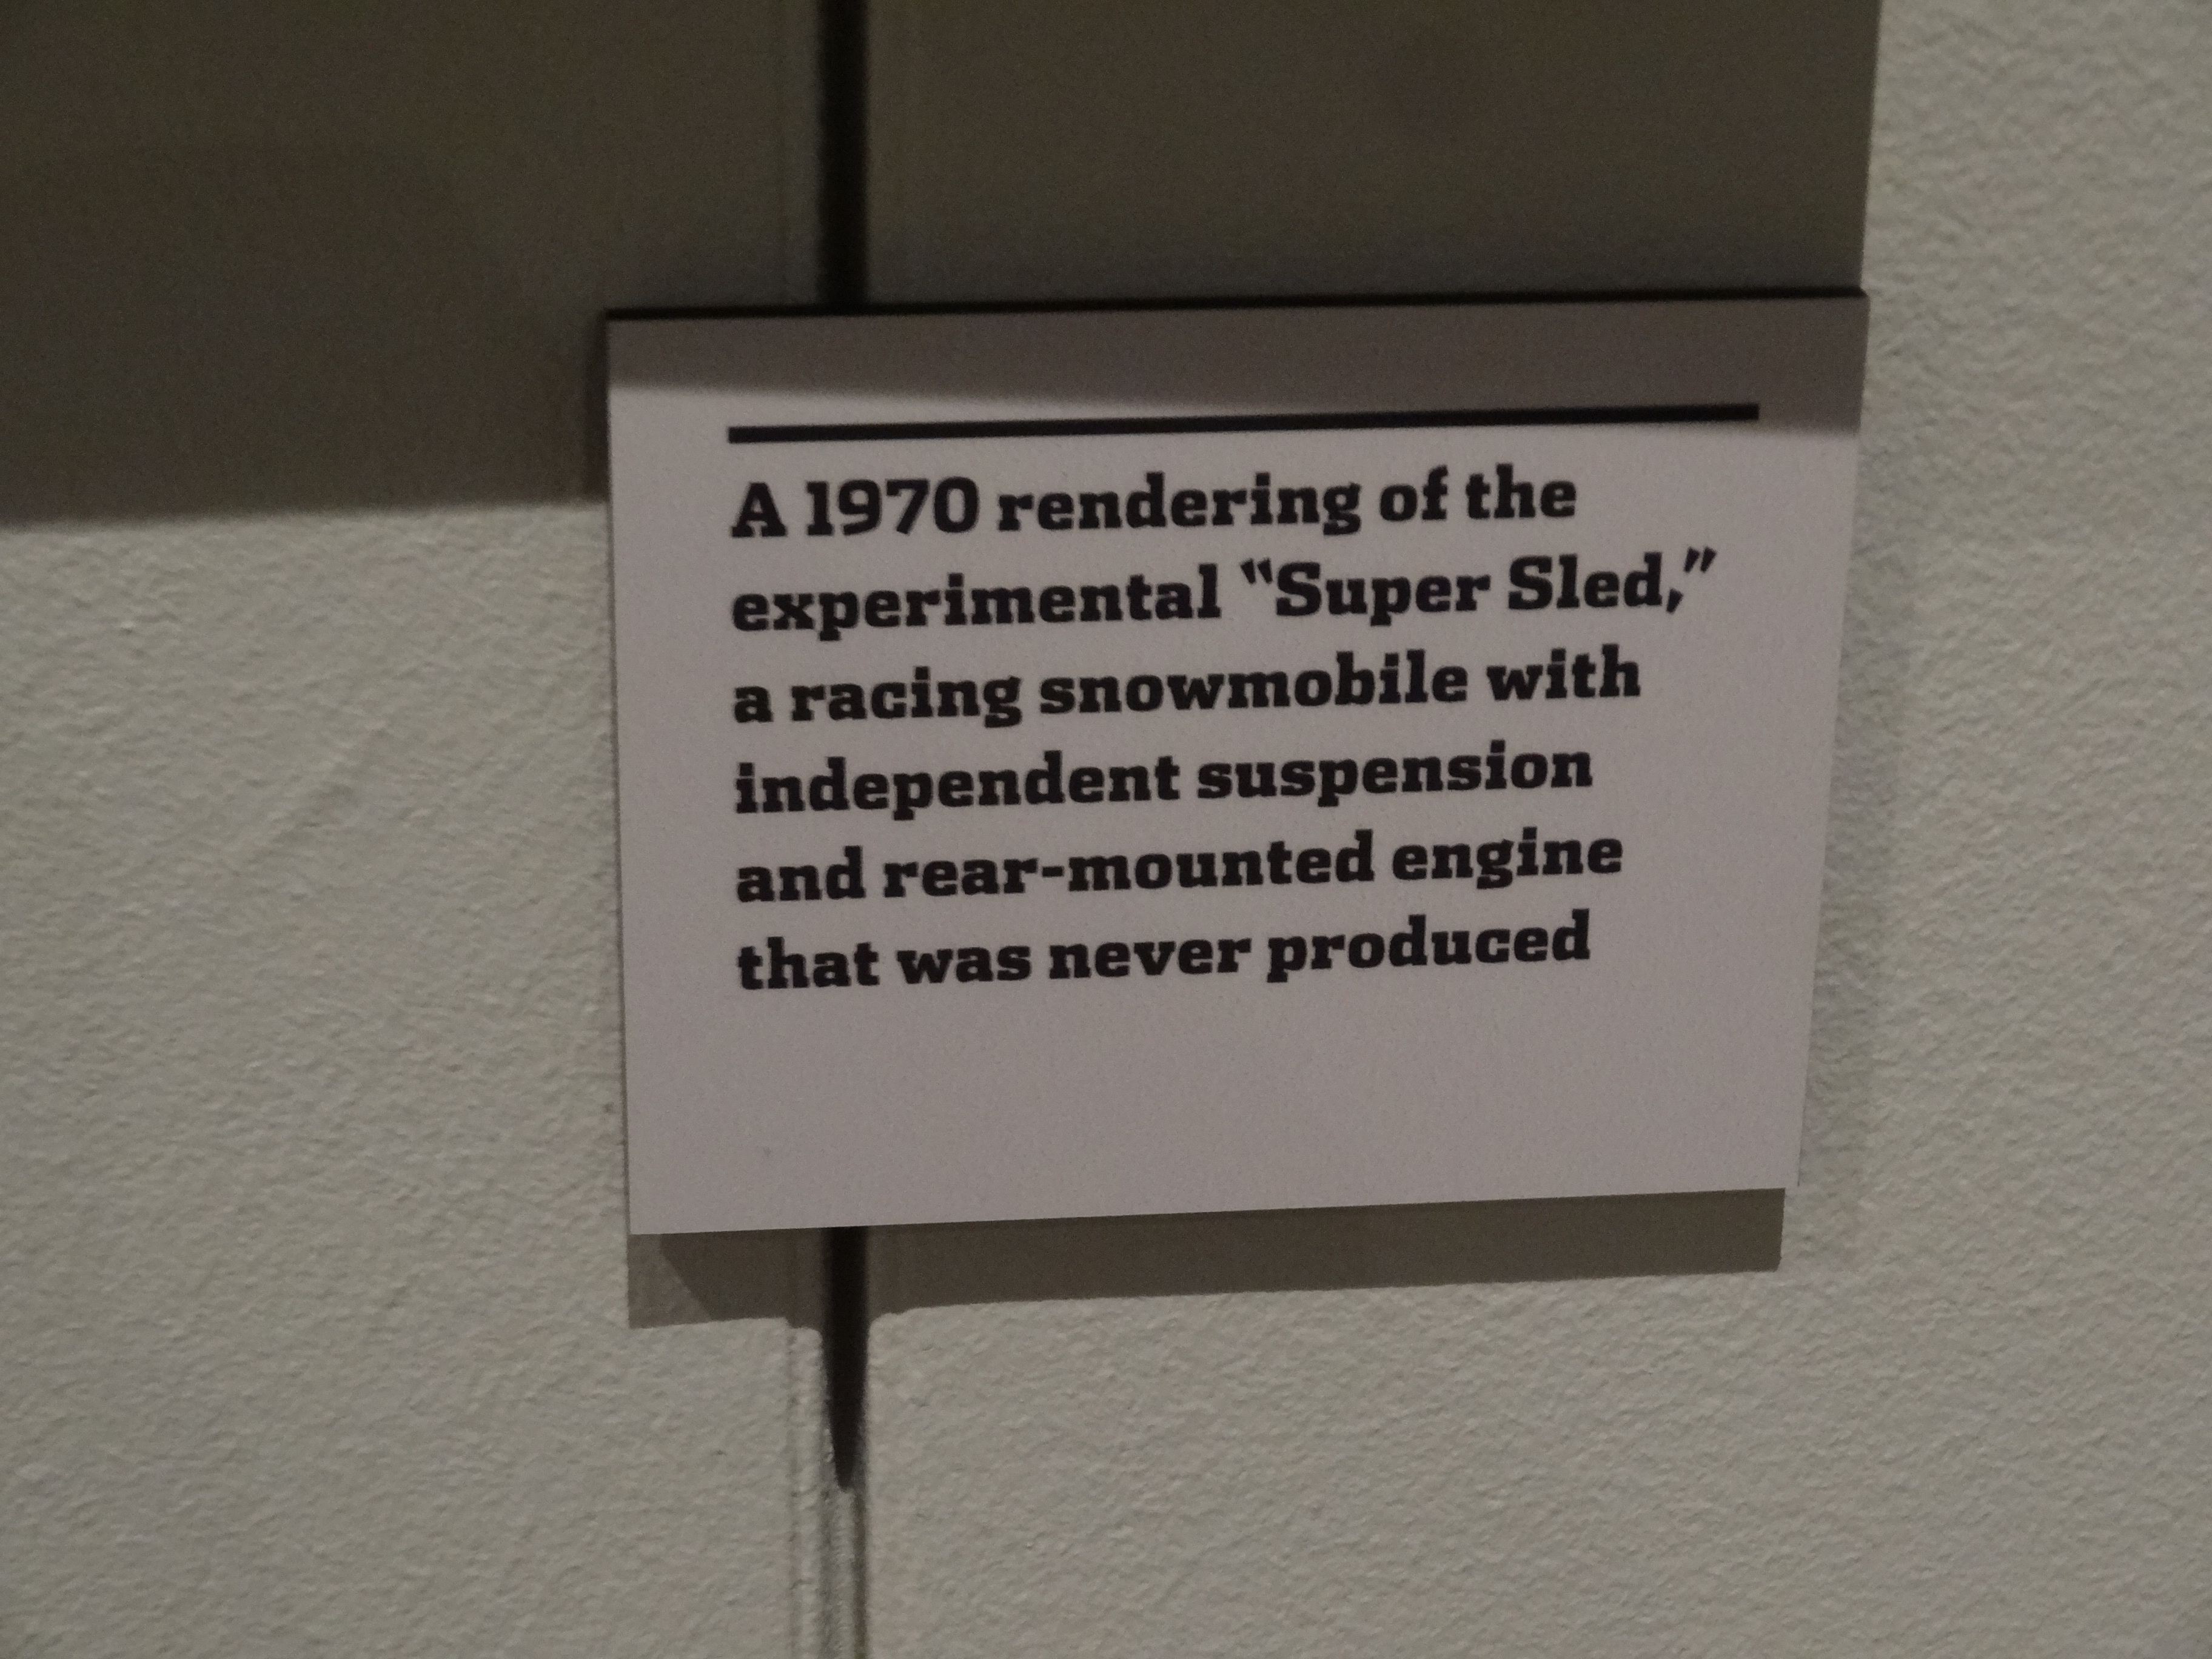 A 1970 rendering of the
experimental “Super Sled,”
a racing snowmobile with
independent suspension
and rear-mounted engine
that was never produced